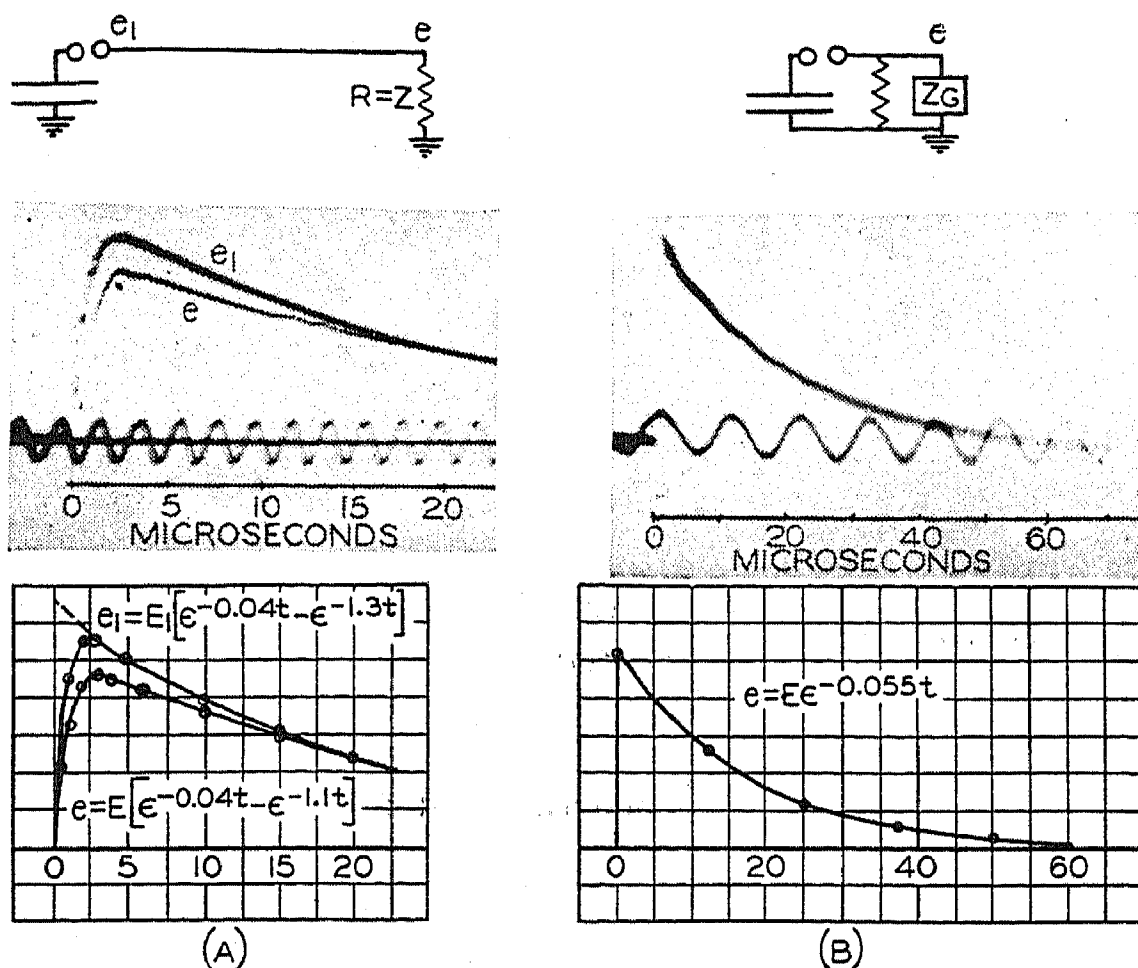 e₁ e
R=Z
e
Z_G
e₁
e
0 5 10 15 20
MICROSECONDS
0 20 40 60
MICROSECONDS
e₁=E₁[ϵ^-0.04t-ϵ^-1.3t]
e=E[ϵ^-0.04t-ϵ^-1.1t]
0 5 10 15 20
e=Eϵ^-0.055t
0 20 40 60
(A)
(B)